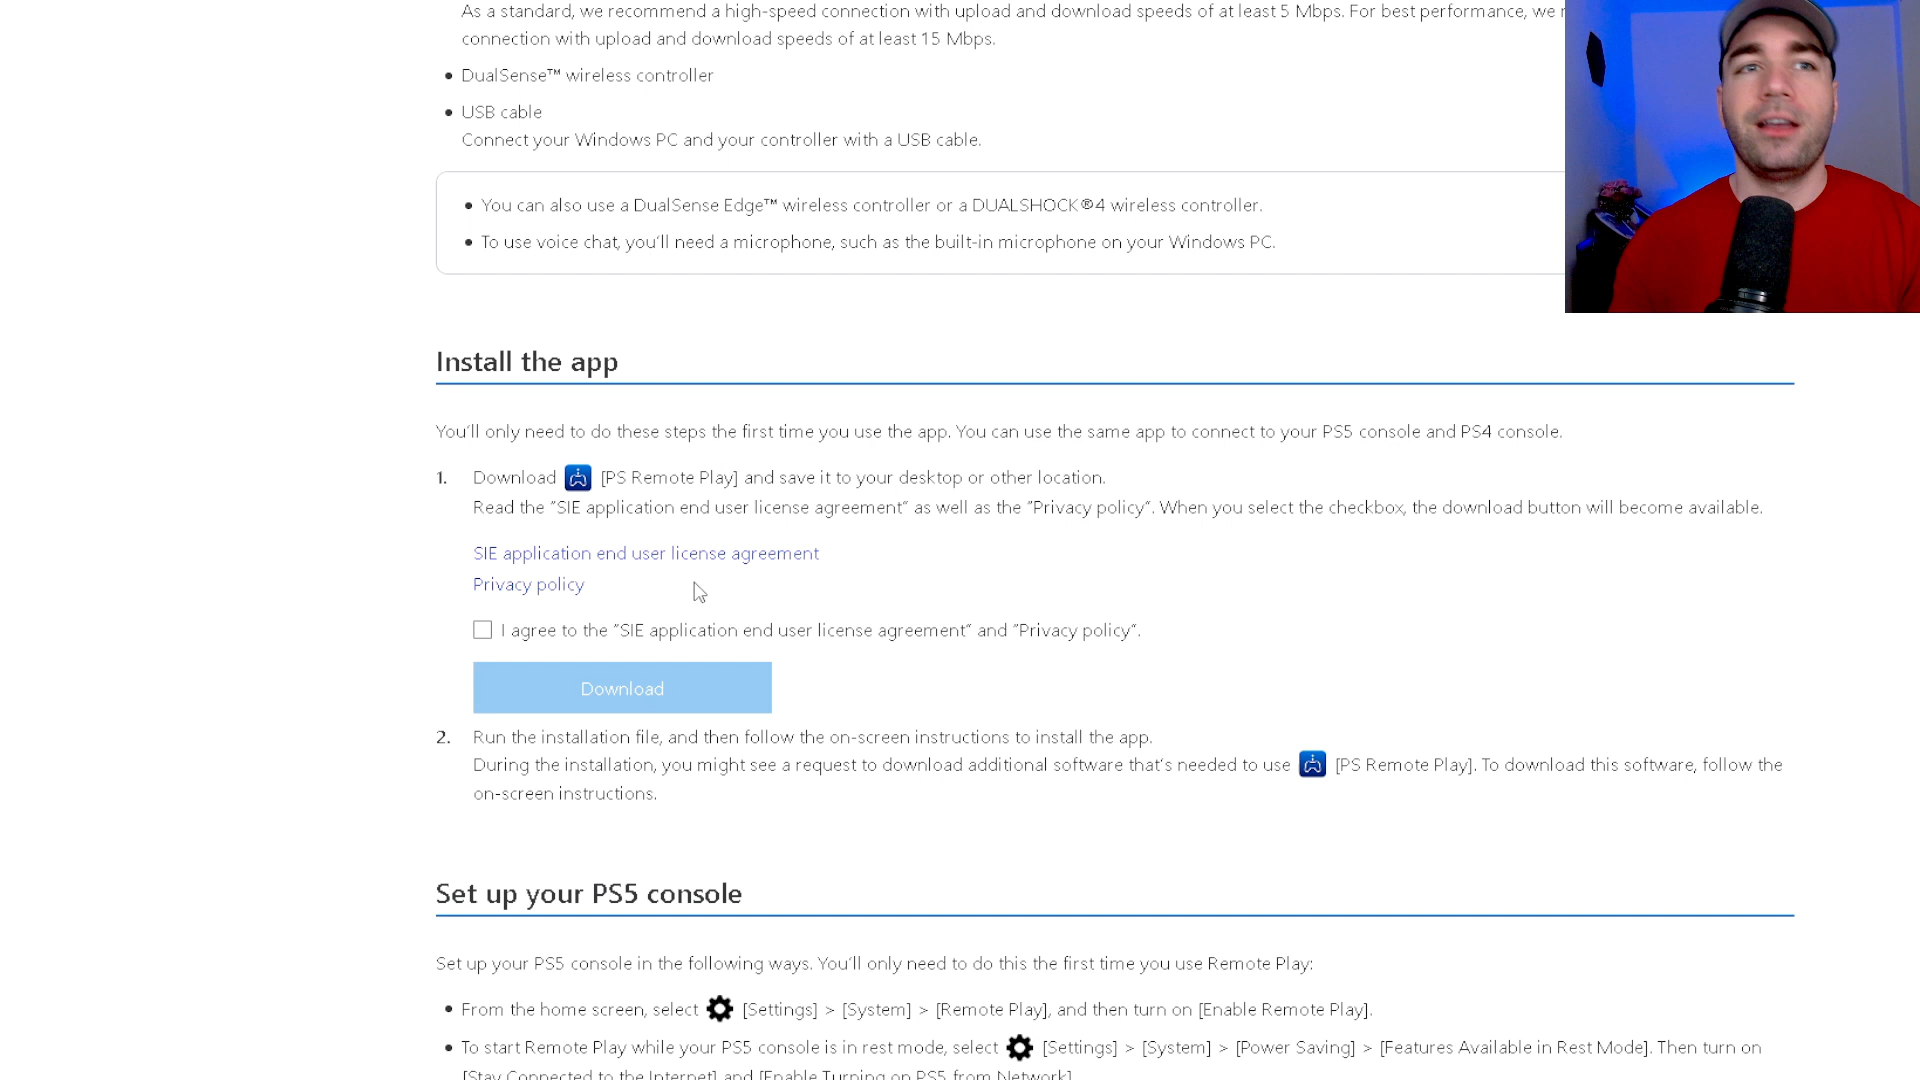 As a standard, we recommend a high-speed connection with upload and download speeds of at least 5 Mbps. For best performance, we
connection with upload and download speeds of at least 15 Mbps.
• DualSense™ wireless controller
• USB cable
Connect your Windows PC and your controller with a USB cable.
• You can also use a DualSense Edge™ wireless controller or a DUALSHOCK®4 wireless controller.
• To use voice chat, you'll need a microphone, such as the built-in microphone on your Windows PC.
Install the app
You'll only need to do these steps the first time you use the app. You can use the same app to connect to your PS5 console and PS4 console.
1. Download [PS Remote Play] and save it to your desktop or other location.
Read the "SIE application end user license agreement" as well as the "Privacy policy". When you select the checkbox, the download button will become available.
SIE application end user license agreement
Privacy policy
I agree to the "SIE application end user license agreement" and "Privacy policy".
Download
2. Run the installation file, and then follow the on-screen instructions to install the app.
During the installation, you might see a request to download additional software that's needed to use [PS Remote Play]. To download this software, follow the
on-screen instructions.
Set up your PS5 console
Set up your PS5 console in the following ways. You'll only need to do this the first time you use Remote Play:
• From the home screen, select [Settings] > [System] > [Remote Play], and then turn on [Enable Remote Play].
• To start Remote Play while your PS5 console is in rest mode, select [Settings] > [System] > [Power Saving] > [Features Available in Rest Mode]. Then turn on
[Stay Connected to the Internet] and [Enable Turning on PS5 from Network].